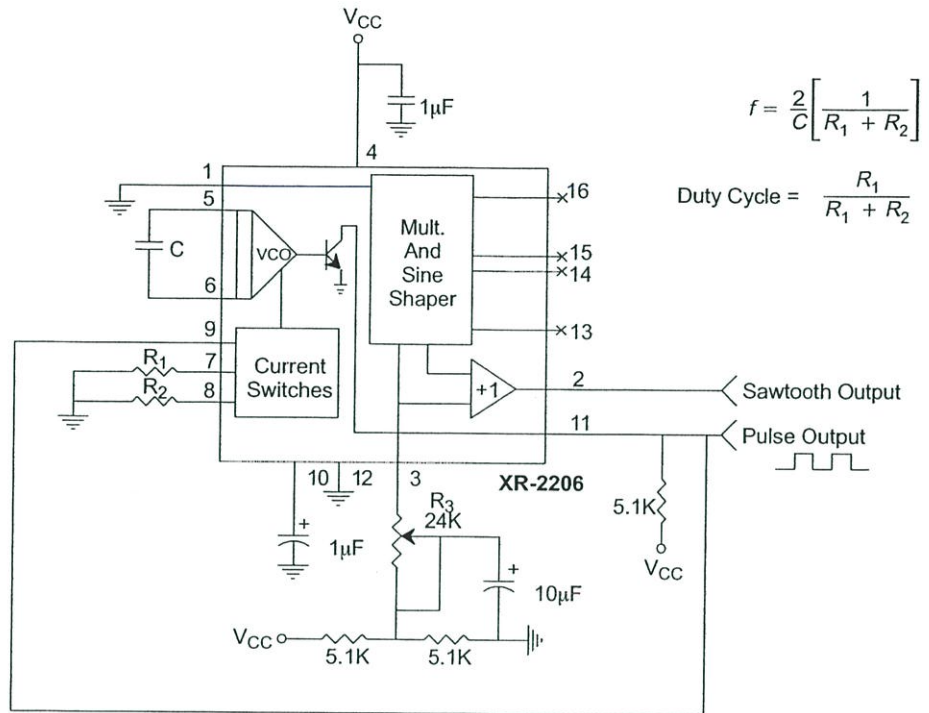 VCC
1µF
f = 2/C [ 1 / (R1 + R2) ]
Duty Cycle = R1 / (R1 + R2)
4
1
5
C
6
VCO
Mult.
And
Sine
Shaper
16
15
14
13
9
R1
7
R2
8
Current
Switches
+1
2
Sawtooth Output
11
Pulse Output
10
12
3
XR-2206
+
1µF
R3
24K
+
10µF
5.1K
VCC
VCC
5.1K
5.1K